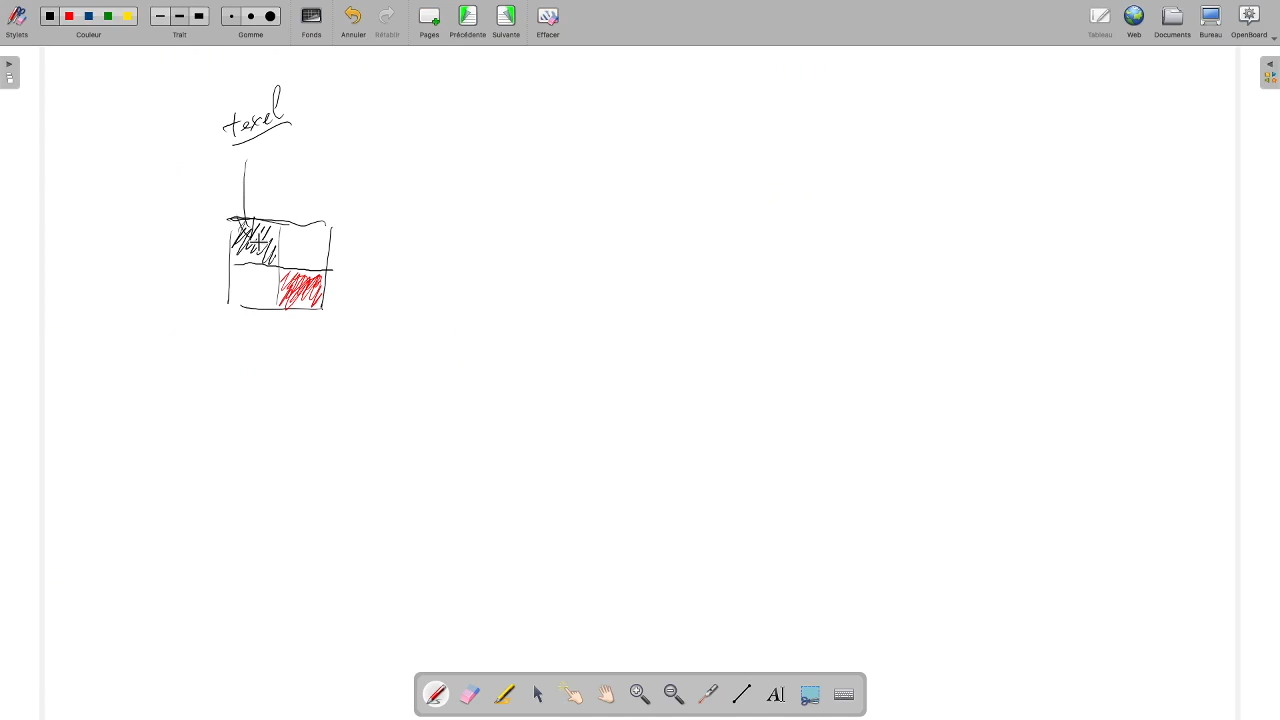 Stylets
Couleur
Trait
Gomme
Fonds
Annuler
Rétablir
Pages
Précédente
Suivante
Effacer
Tableau
Web
Documents
Bureau
OpenBoard
texel